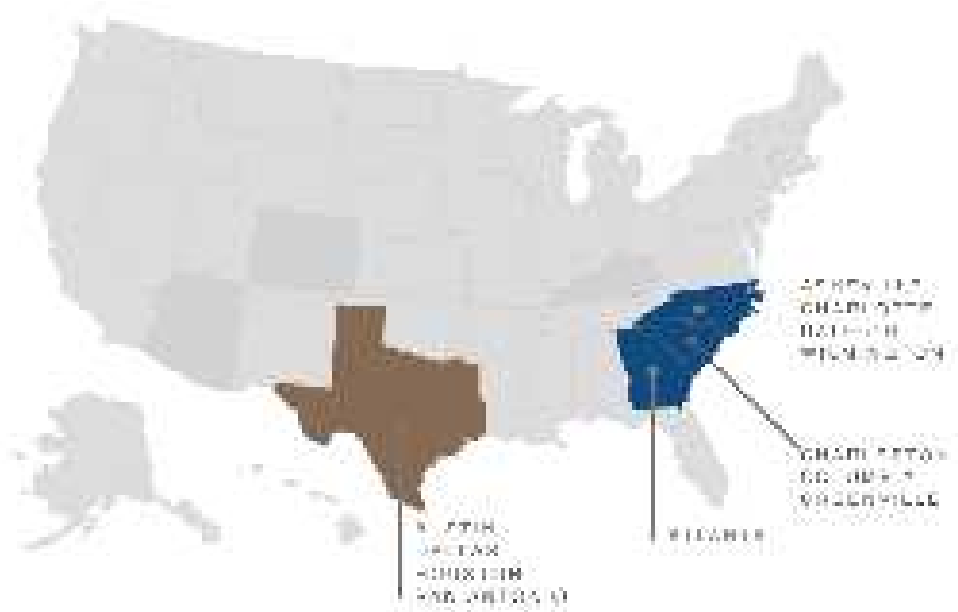 ASHEVILLE
CHARLOTTE
RALEIGH
WILMINGTON
CHARLESTON
COLUMBIA
GREENVILLE
ATLANTA
AUSTIN
DALLAS
HOUSTON
SAN ANTONIO